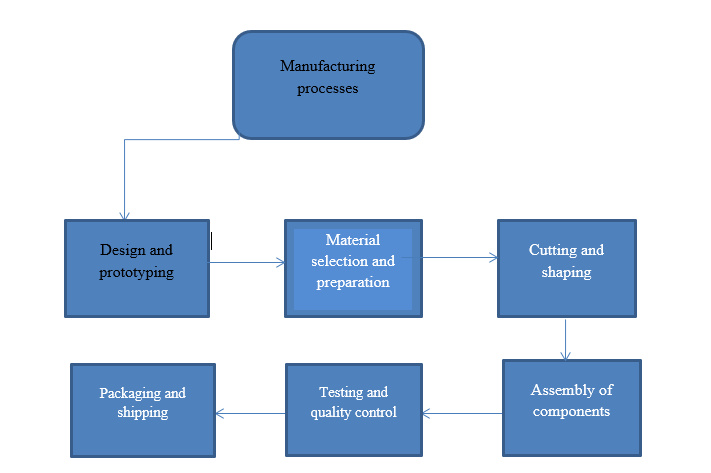 Manufacturing
processes
Design and
prototyping
Material
selection and
preparation
Cutting and
shaping
Assembly of
components
Testing and
quality control
Packaging and
shipping